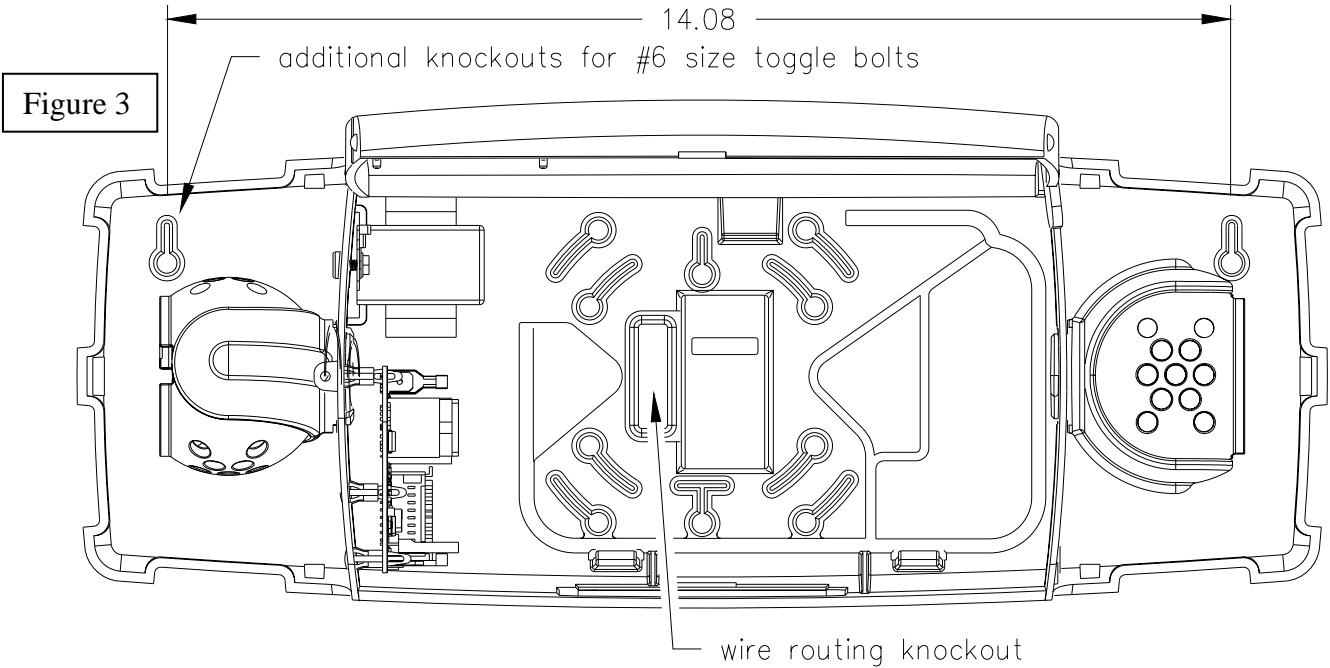 14.08
additional knockouts for #6 size toggle bolts
Figure 3
wire routing knockout